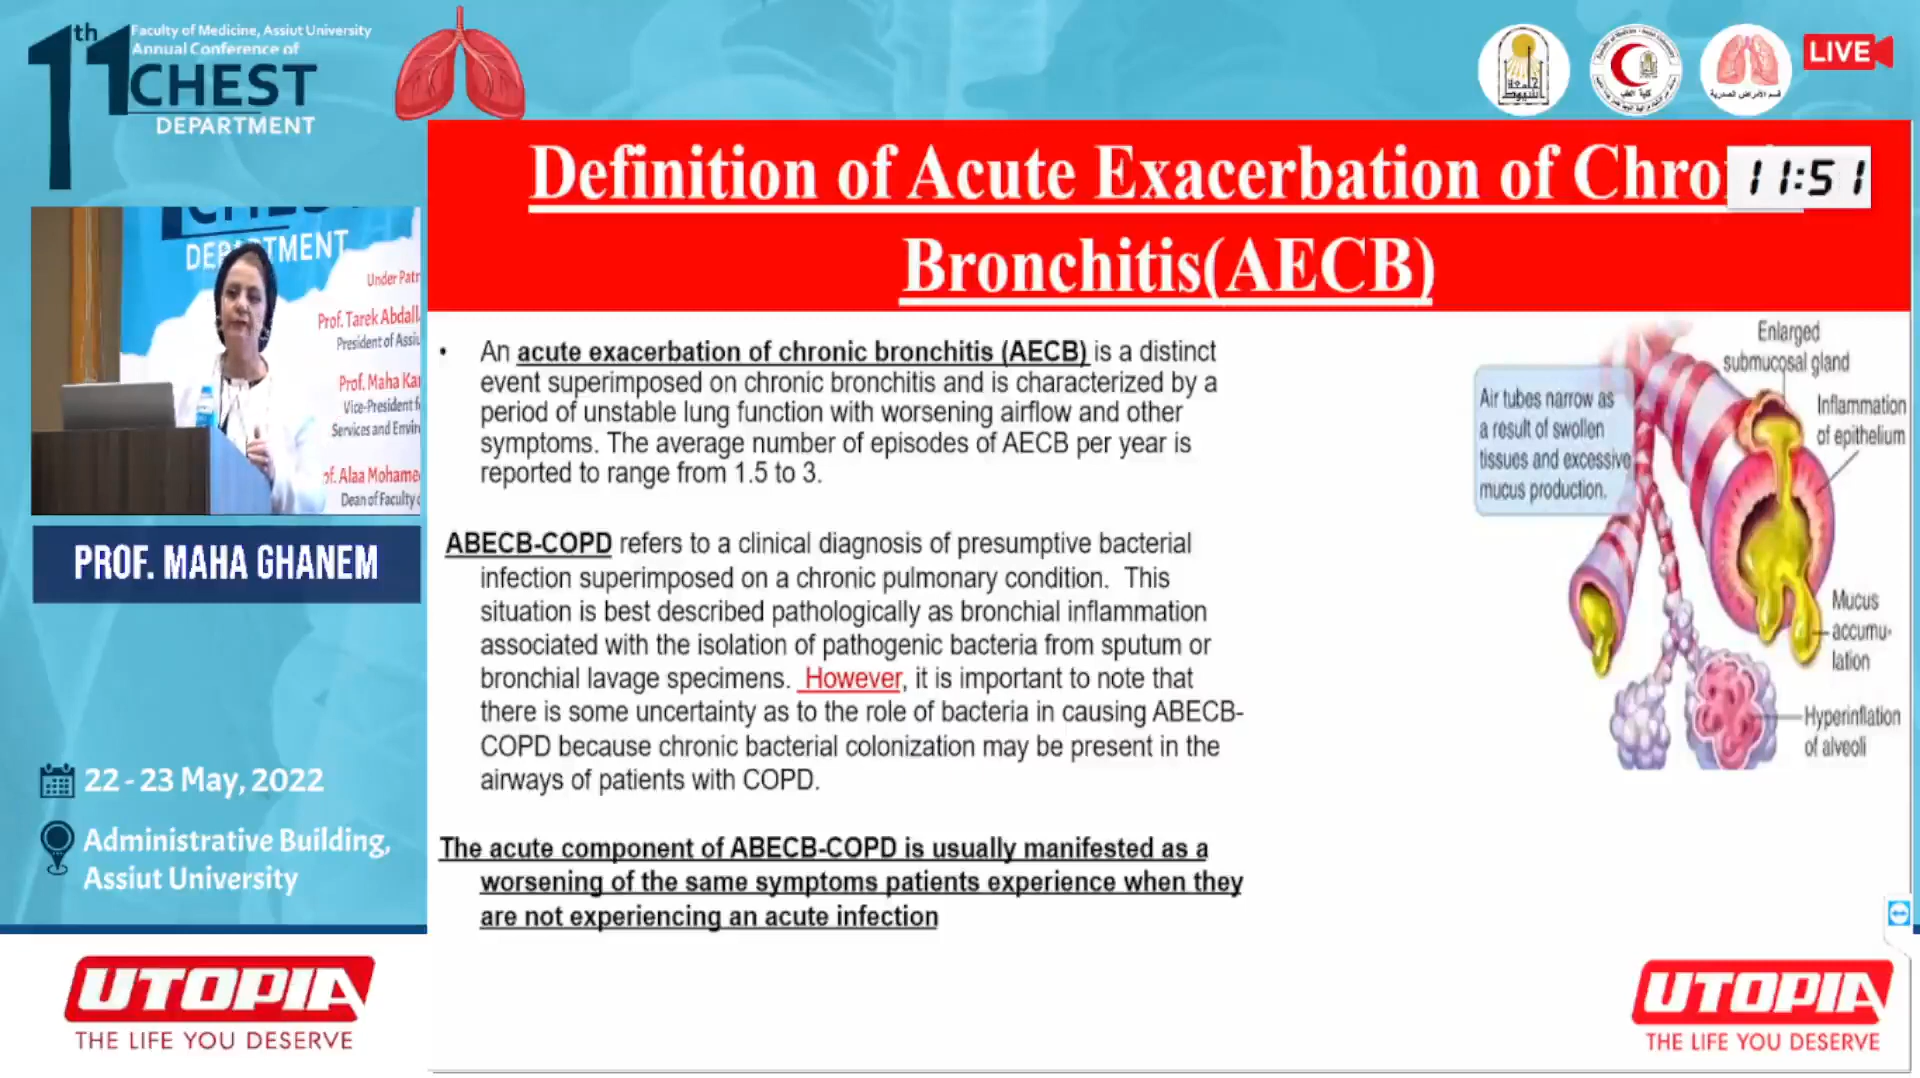 11th
Faculty of Medicine, Assiut University
Annual Conference of
CHEST
DEPARTMENT
LIVE
قسم الأمراض الصدرية
كلية الطب
Definition of Acute Exacerbation of Chro
11:51
Bronchitis(AECB)
DEPARTMENT
Under Patr
Prof. Tarek Abdall
President of Assiu
Prof. Maha Kar
Vice-President f
Services and Envir
of. Alaa Mohame
Dean of Faculty
PROF. MAHA GHANEM
22 - 23 May, 2022
Administrative Building,
Assiut University
• An acute exacerbation of chronic bronchitis (AECB) is a distinct
event superimposed on chronic bronchitis and is characterized by a
period of unstable lung function with worsening airflow and other
symptoms. The average number of episodes of AECB per year is
reported to range from 1.5 to 3.
ABECB-COPD refers to a clinical diagnosis of presumptive bacterial
infection superimposed on a chronic pulmonary condition. This
situation is best described pathologically as bronchial inflammation
associated with the isolation of pathogenic bacteria from sputum or
bronchial lavage specimens. However, it is important to note that
there is some uncertainty as to the role of bacteria in causing ABECB-
COPD because chronic bacterial colonization may be present in the
airways of patients with COPD.
The acute component of ABECB-COPD is usually manifested as a
worsening of the same symptoms patients experience when they
are not experiencing an acute infection
Air tubes narrow as
a result of swollen
tissues and excessive
mucus production.
Enlarged
submucosal gland
Inflammation
of epithelium
Mucus
accumu-
lation
Hyperinflation
of alveoli
UTOPIA
THE LIFE YOU DESERVE
UTOPIA
THE LIFE YOU DESERVE